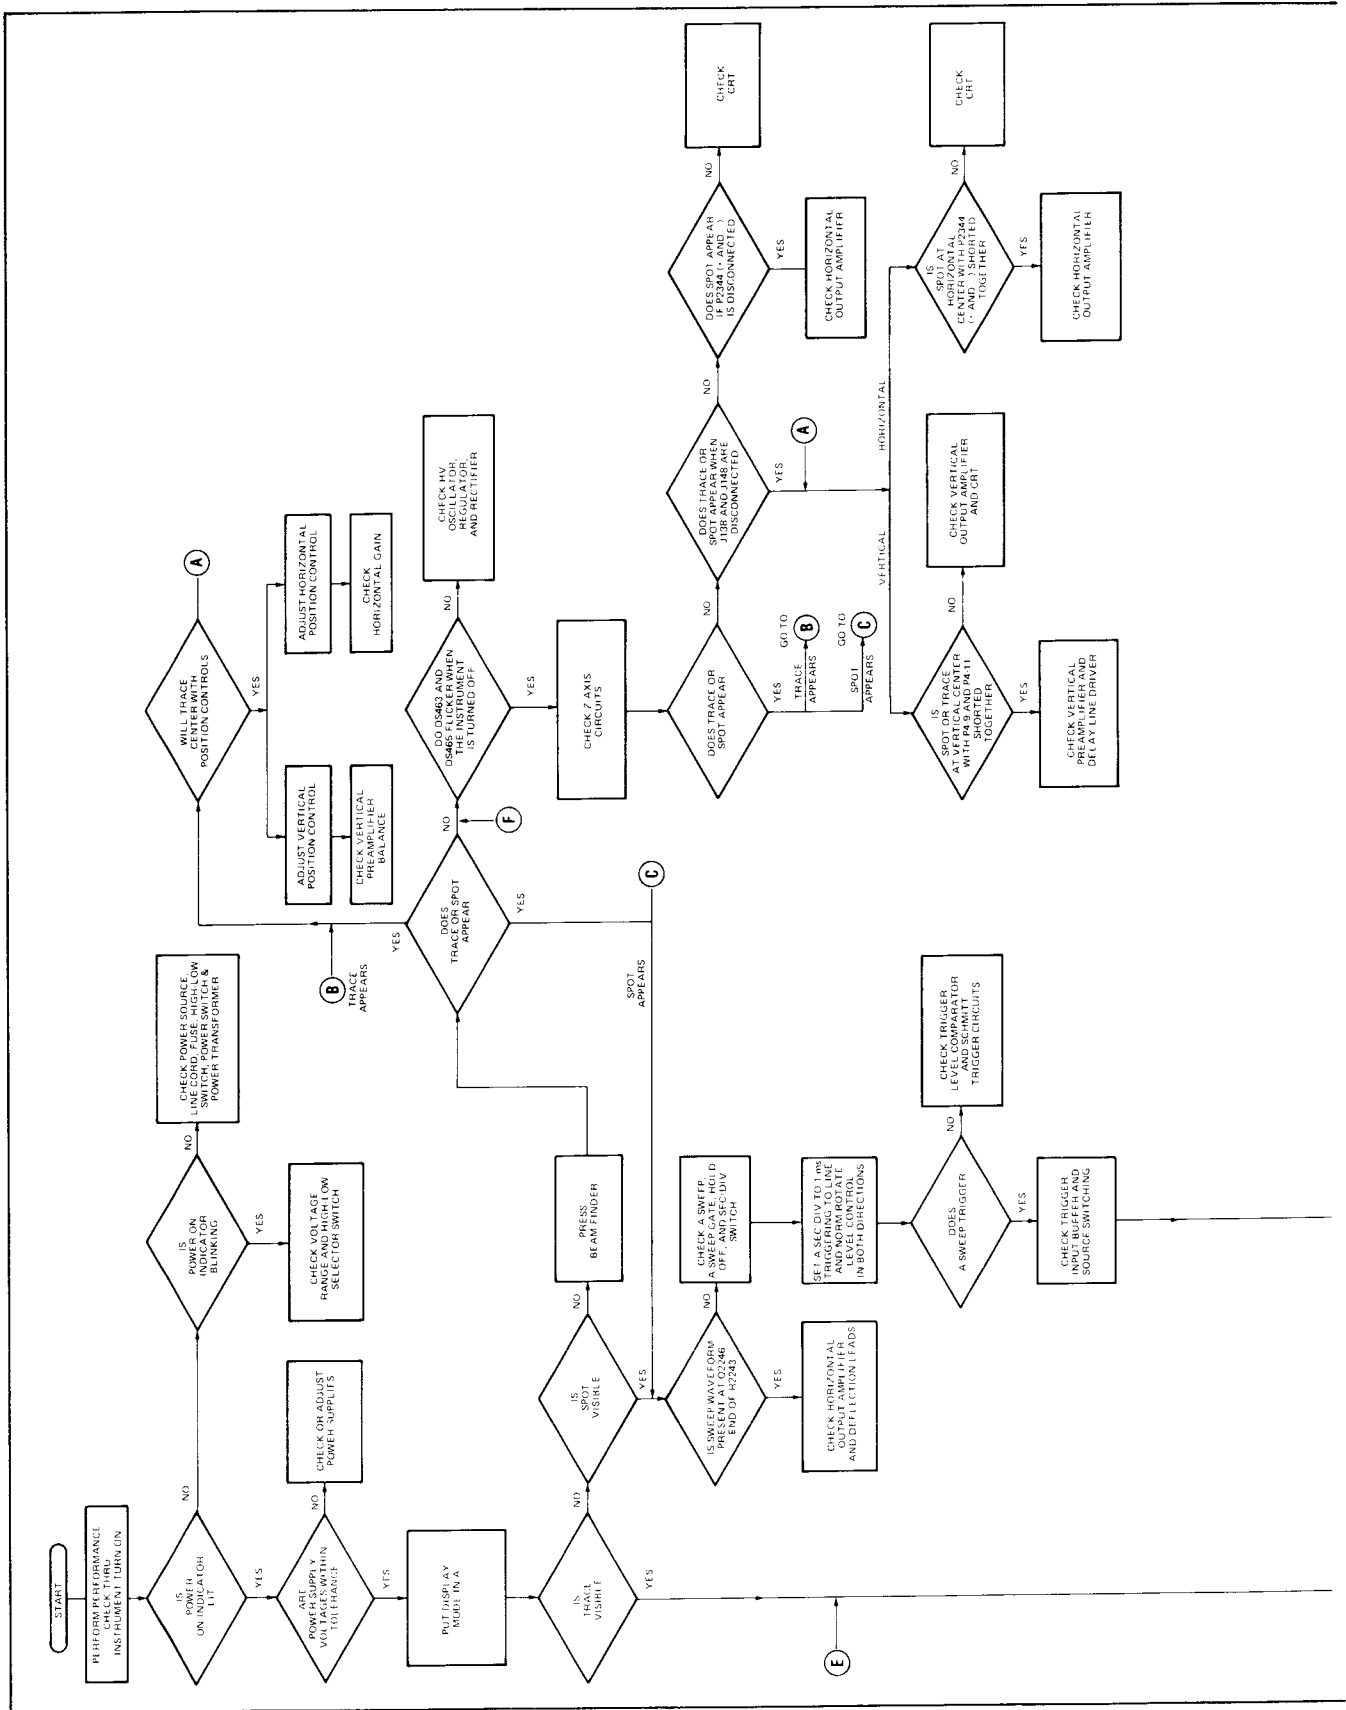 START
PERFORM PERFORMANCE
CHECK THRU
INSTRUMENT TURN ON
IS
POWER
ON INDICATOR
LIT
NO
YES
IS
POWER ON
INDICATOR
BLINKING
NO
YES
CHECK POWER SOURCE,
LINE CORD, FUSE, HIGH-LOW
SWITCH, POWER SWITCH &
POWER TRANSFORMER
CHECK VOLTAGE
RANGE AND HIGH-LOW
SELECTOR SWITCH
ARE
POWER SUPPLY
VOLTAGES WITHIN
TOLERANCE
NO
YES
CHECK OR ADJUST
POWER SUPPLIES
PUT DISPLAY
MODE IN A
IS
TRACE
VISIBLE
NO
YES
E
IS
SPOT
VISIBLE
NO
YES
PRESS
BEAM FINDER
DOES
TRACE OR SPOT
APPEAR
YES
B
TRACE
APPEARS
YES
C
SPOT
APPEARS
NO
F
WILL TRACE
CENTER WITH
POSITION CONTROLS
A
YES
ADJUST VERTICAL
POSITION CONTROL
CHECK VERTICAL
PREAMPLIFIER
BALANCE
ADJUST HORIZONTAL
POSITION CONTROL
CHECK
HORIZONTAL GAIN
DO DS463 AND
DS465 FLICKER WHEN
THE INSTRUMENT
IS TURNED OFF
NO
YES
CHECK HV
OSCILLATOR,
REGULATOR,
AND RECTIFIER
CHECK Z AXIS
CIRCUITS
DOES TRACE OR
SPOT APPEAR
NO
YES
TRACE
APPEARS
GO TO
B
SPOT
APPEARS
GO TO
C
DOES TRACE OR
SPOT APPEAR WHEN
J138 AND J148 ARE
DISCONNECTED
NO
YES
A
DOES SPOT APPEAR
IF P2344 (+ AND )
IS DISCONNECTED
NO
YES
CHECK
CRT
CHECK HORIZONTAL
OUTPUT AMPLIFIER
VERTICAL
HORIZONTAL
IS
SPOT OR TRACE
AT VERTICAL CENTER
WITH P4-9 AND P4-11
SHORTED
TOGETHER
NO
YES
CHECK VERTICAL
OUTPUT AMPLIFIER
AND CRT
CHECK VERTICAL
PREAMPLIFIER AND
DELAY LINE DRIVER
IS
SPOT AT
HORIZONTAL
CENTER WITH P2344
(+ AND ) SHORTED
TOGETHER
NO
YES
CHECK
CRT
CHECK HORIZONTAL
OUTPUT AMPLIFIER
IS SWEEP WAVEFORM
PRESENT AT Q2246
END OF R2243
NO
YES
CHECK A SWEEP,
A SWEEP GATE, HOLD
OFF, AND SEC/DIV
SWITCH
CHECK HORIZONTAL
OUTPUT AMPLIFIER
AND DEFLECTION LEADS
SET A SEC/DIV TO 1 ms
TRIGGERING TO LINE
AND NORM ROTATE
LEVEL CONTROL
IN BOTH DIRECTIONS
DOES
A SWEEP TRIGGER
NO
YES
CHECK TRIGGER
LEVEL COMPARATOR
AND SCHMITT
TRIGGER CIRCUITS
CHECK TRIGGER
INPUT BUFFER AND
SOURCE SWITCHING